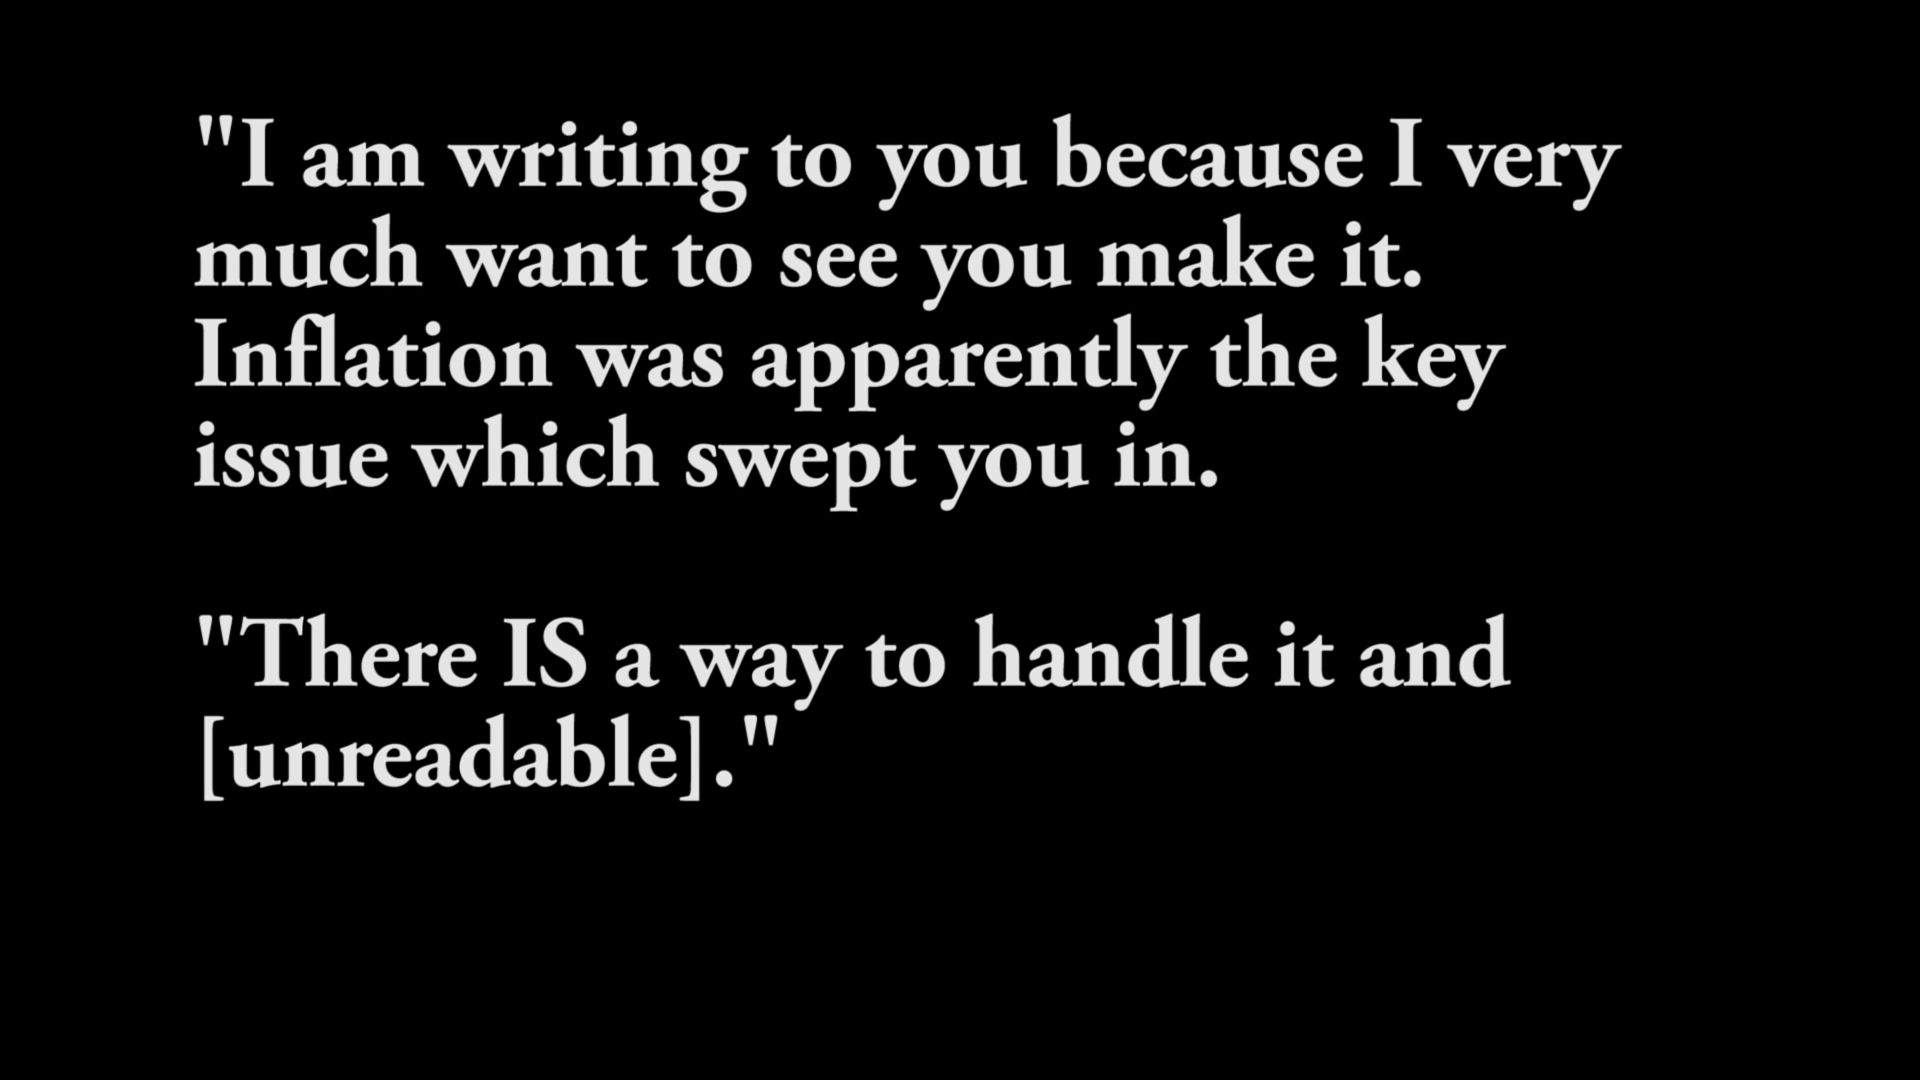 "I am writing to you because I very
much want to see you make it.
Inflation was apparently the key
issue which swept you in.
"There IS a way to handle it and
[unreadable]."